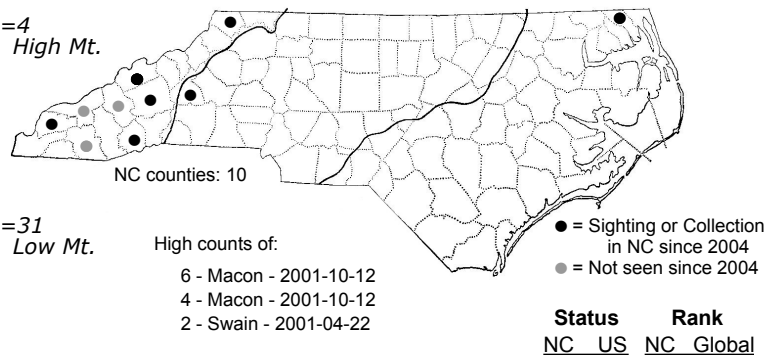 =4
High Mt.
NC counties: 10
=31
Low Mt.
High counts of:
6 - Macon - 2001-10-12
4 - Macon - 2001-10-12
2 - Swain - 2001-04-22
= Sighting or Collection
in NC since 2004
= Not seen since 2004
Status Rank
NC US NC Global